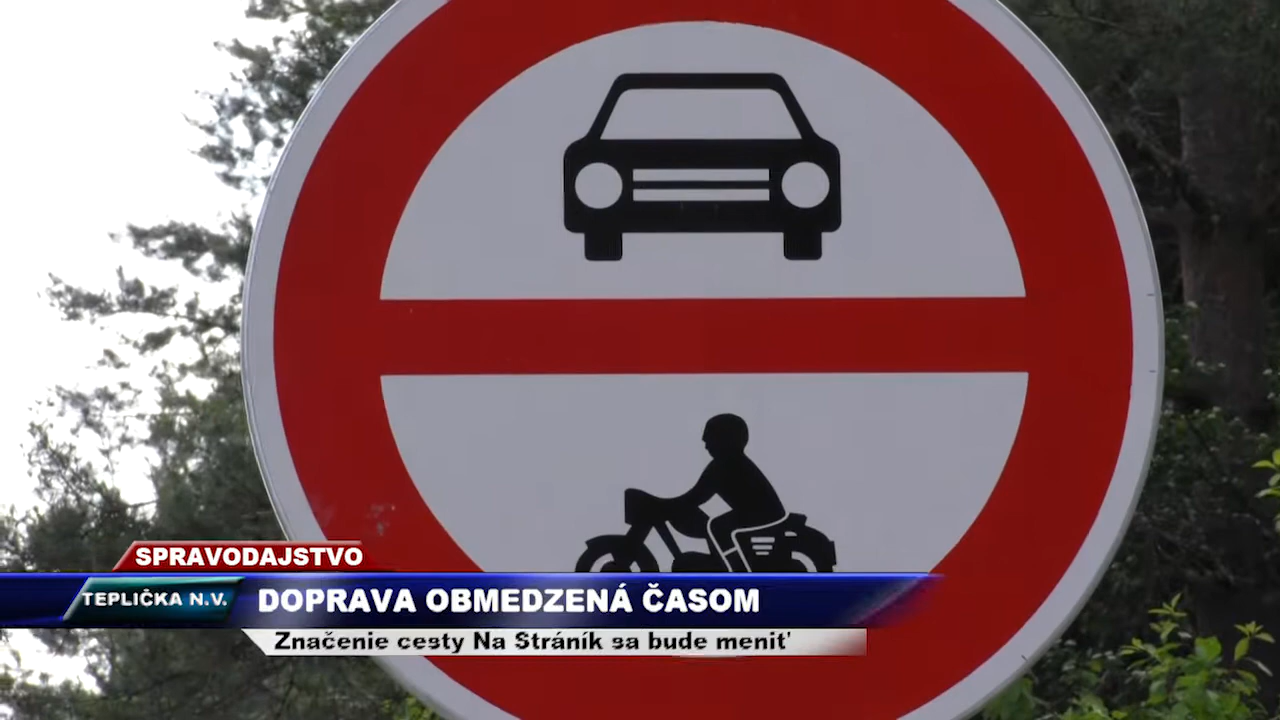 SPRAVODAJSTVO
TEPLIČKA N.V.
DOPRAVA OBMEDZENÁ ČASOM
Značenie cesty Na Stráník sa bude meniť